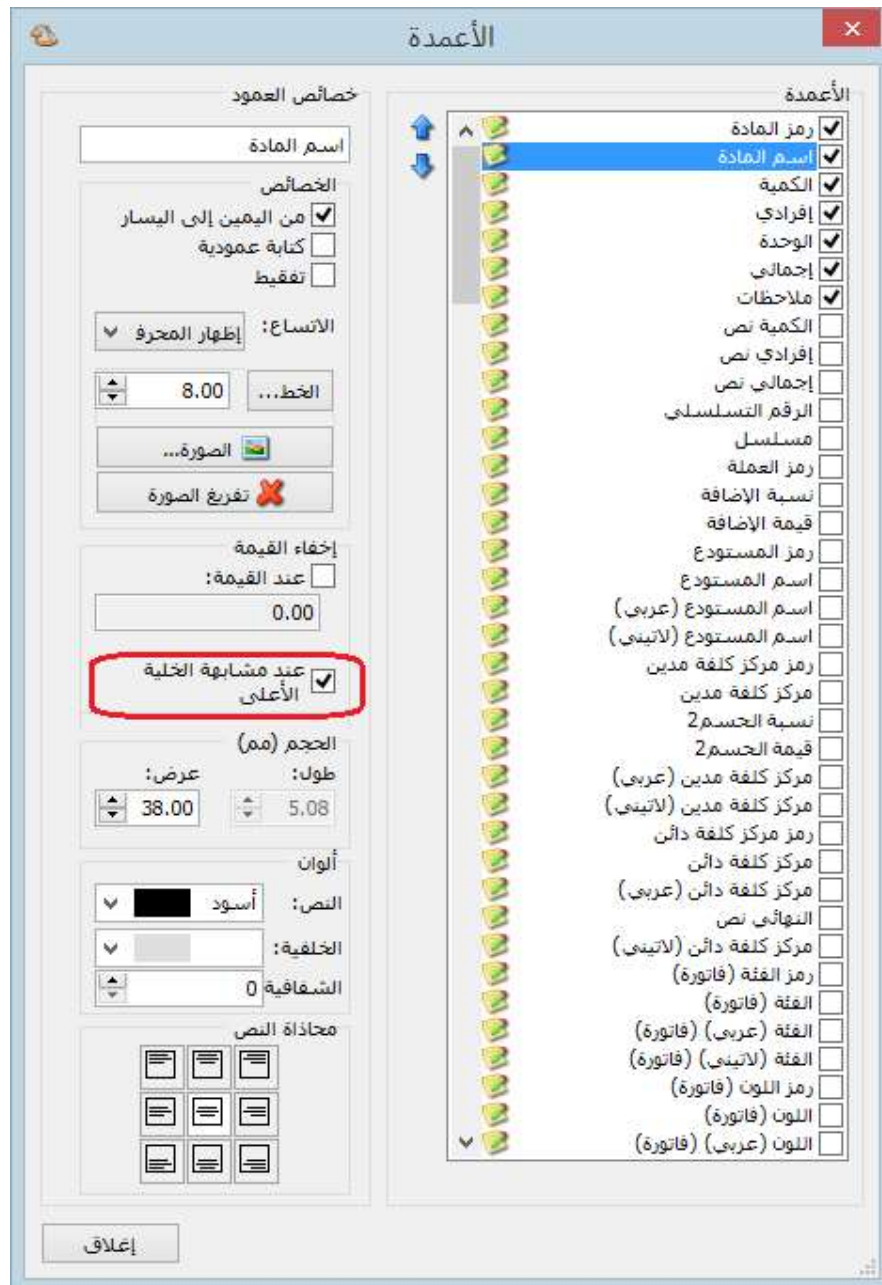 الأعمدة
الأعمدة
رمز المادة
اسم المادة
الكمية
إفرادي
الوحدة
إجمالي
ملاحظات
الكمية نص
إفرادي نص
إجمالي نص
الرقم التسلسلي
مسلسل
رمز العملة
نسبة الإضافة
قيمة الإضافة
رمز المستودع
اسم المستودع
اسم المستودع (عربي)
اسم المستودع (لاتيني)
رمز مركز كلفة مدين
مركز كلفة مدين
نسبة الحسم2
قيمة الحسم2
مركز كلفة مدين (عربي)
مركز كلفة مدين (لاتيني)
رمز مركز كلفة دائن
مركز كلفة دائن
مركز كلفة دائن (عربي)
النهائي نص
مركز كلفة دائن (لاتيني)
رمز الفئة (فاتورة)
الفئة (فاتورة)
الفئة (عربي) (فاتورة)
الفئة (لاتيني) (فاتورة)
رمز اللون (فاتورة)
اللون (فاتورة)
اللون (عربي) (فاتورة)
خصائص العمود
اسم المادة
الخصائص
من اليمين إلى اليسار
كتابة عمودية
تفقيط
الاتساع: إظهار المحرف
الخط... 8.00
الصورة...
تفريغ الصورة
إخفاء القيمة
عند القيمة:
0.00
عند مشابهة الخلية
الأعلى
الحجم (مم)
طول: عرض:
5.08 38.00
ألوان
النص: أسود
الخلفية:
الشفافية 0
محاذاة النص
إغلاق